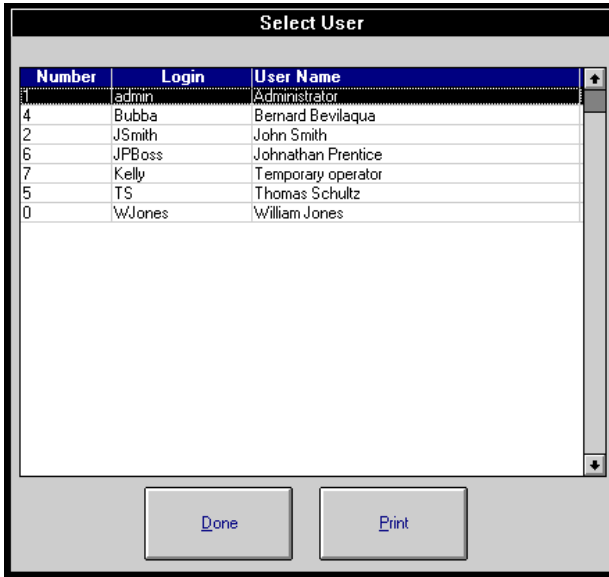 Select User
Number Login User Name
1 admin Administrator
4 Bubba Bernard Bevilaqua
2 JSmith John Smith
6 JPBoss Johnathan Prentice
7 Kelly Temporary operator
5 TS Thomas Schultz
0 WJones William Jones
Done Print